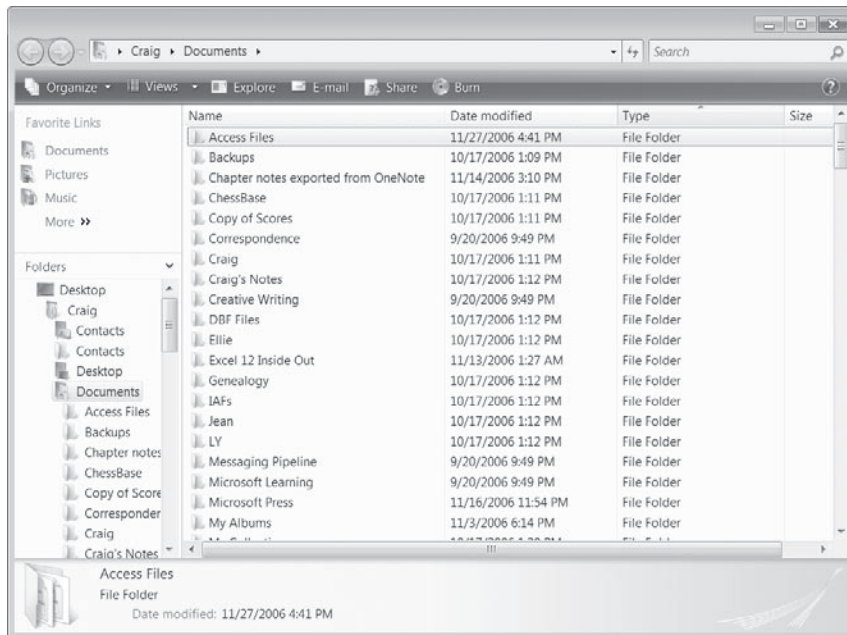 Craig Documents Search
Organize Views Explore E-mail Share Burn
Favorite Links
Documents
Pictures
Music
More
Folders
Desktop
Craig
Contacts
Contacts
Desktop
Documents
Access Files
Backups
Chapter notes
ChessBase
Copy of Score
Corresponder
Craig
Craig's Notes
Name Date modified Type Size
Access Files 11/27/2006 4:41 PM File Folder
Backups 10/17/2006 1:09 PM File Folder
Chapter notes exported from OneNote 11/14/2006 3:10 PM File Folder
ChessBase 10/17/2006 1:11 PM File Folder
Copy of Scores 10/17/2006 1:11 PM File Folder
Correspondence 9/20/2006 9:49 PM File Folder
Craig 10/17/2006 1:11 PM File Folder
Craig's Notes 10/17/2006 1:12 PM File Folder
Creative Writing 9/20/2006 9:49 PM File Folder
DBF Files 10/17/2006 1:12 PM File Folder
Ellie 10/17/2006 1:12 PM File Folder
Excel 12 Inside Out 11/13/2006 1:27 AM File Folder
Genealogy 10/17/2006 1:12 PM File Folder
IAFs 10/17/2006 1:12 PM File Folder
Jean 10/17/2006 1:12 PM File Folder
LY 10/17/2006 1:12 PM File Folder
Messaging Pipeline 9/20/2006 9:49 PM File Folder
Microsoft Learning 9/20/2006 9:49 PM File Folder
Microsoft Press 11/16/2006 11:54 PM File Folder
My Albums 11/3/2006 6:14 PM File Folder
Access Files
File Folder
Date modified: 11/27/2006 4:41 PM